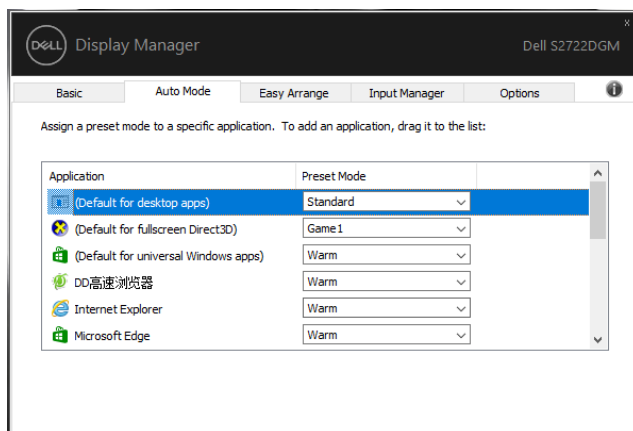 DELL Display Manager Dell S2722DGM
Basic Auto Mode Easy Arrange Input Manager Options
Assign a preset mode to a specific application. To add an application, drag it to the list:
Application Preset Mode
(Default for desktop apps) Standard
(Default for fullscreen Direct3D) Game1
(Default for universal Windows apps) Warm
DD高速浏览器 Warm
Internet Explorer Warm
Microsoft Edge Warm